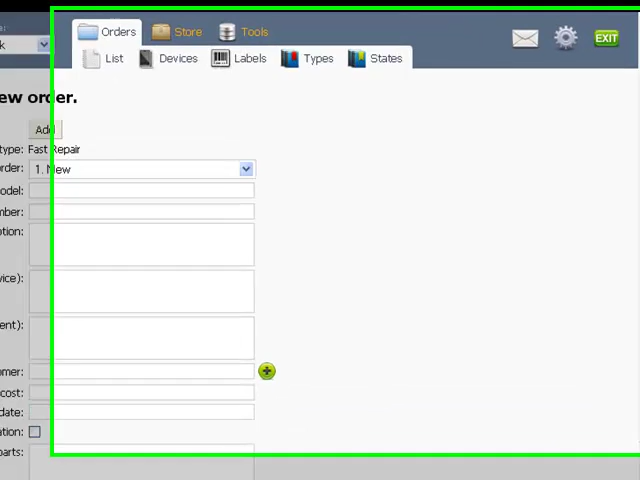 Orders Store Tools EXIT
k
List Devices Labels Types States
ew order.
Add
type: Fast Repair
order: 1. New
odel:
mber:
otion:
vice):
ent):
omer:
cost:
date:
ation:
parts: